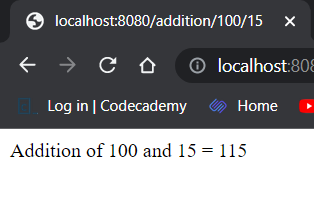 localhost:8080/addition/100/15
localhost:808
Log in | Codecademy Home
Addition of 100 and 15 = 115